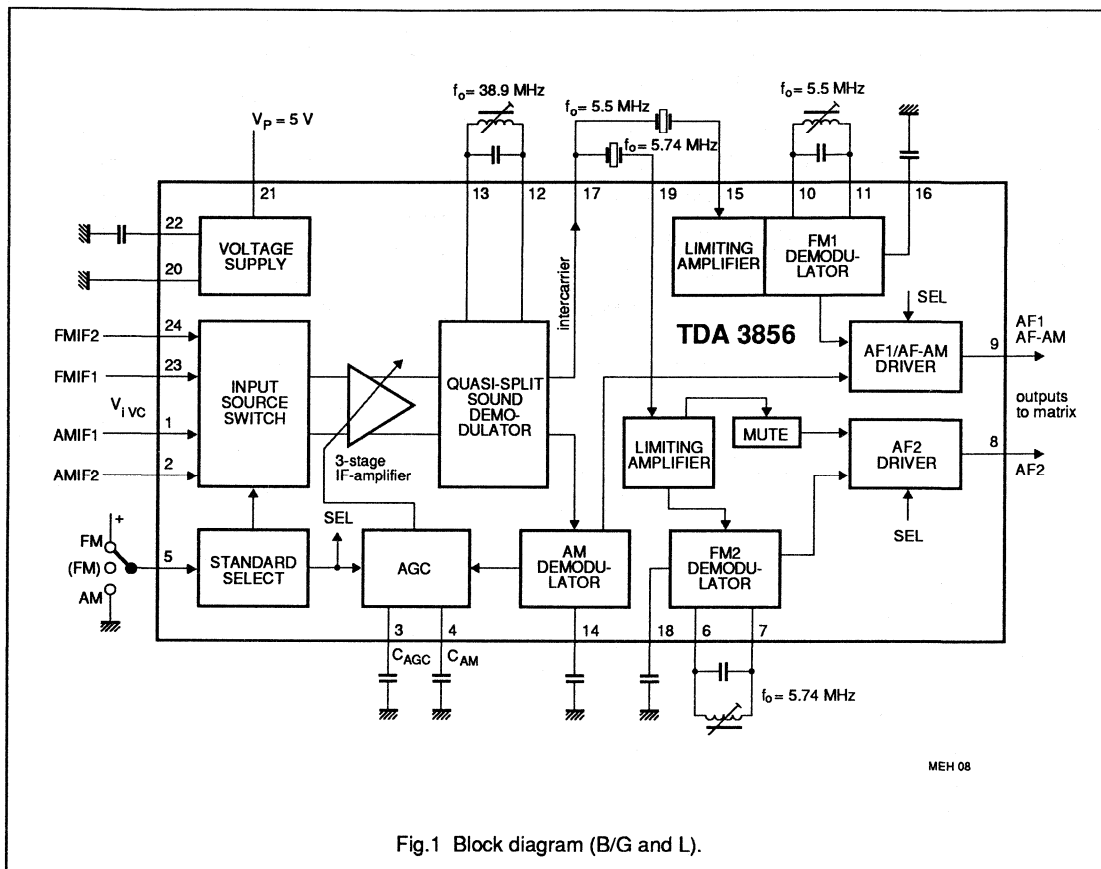 f₀ = 38.9 MHz
f₀ = 5.5 MHz
f₀ = 5.5 MHz
V_P = 5 V
f₀ = 5.74 MHz
21
13
12
17
19
15
10
11
16
22
VOLTAGE
SUPPLY
20
LIMITING
AMPLIFIER
FM1
DEMODU-
LATOR
intercarrier
SEL
TDA 3856
FMIF2
24
FMIF1
23
V_i VC
AMIF1
1
AMIF2
2
INPUT
SOURCE
SWITCH
3-stage
IF-amplifier
QUASI-SPLIT
SOUND
DEMO-
DULATOR
AF1/AF-AM
DRIVER
9
AF1
AF-AM
outputs
to matrix
LIMITING
AMPLIFIER
MUTE
AF2
DRIVER
8
AF2
SEL
SEL
+
FM
(FM)
AM
5
STANDARD
SELECT
AGC
AM
DEMODU-
LATOR
FM2
DEMODU-
LATOR
3
4
14
18
6
7
C_AGC
C_AM
f₀ = 5.74 MHz
MEH 08
Fig.1 Block diagram (B/G and L).